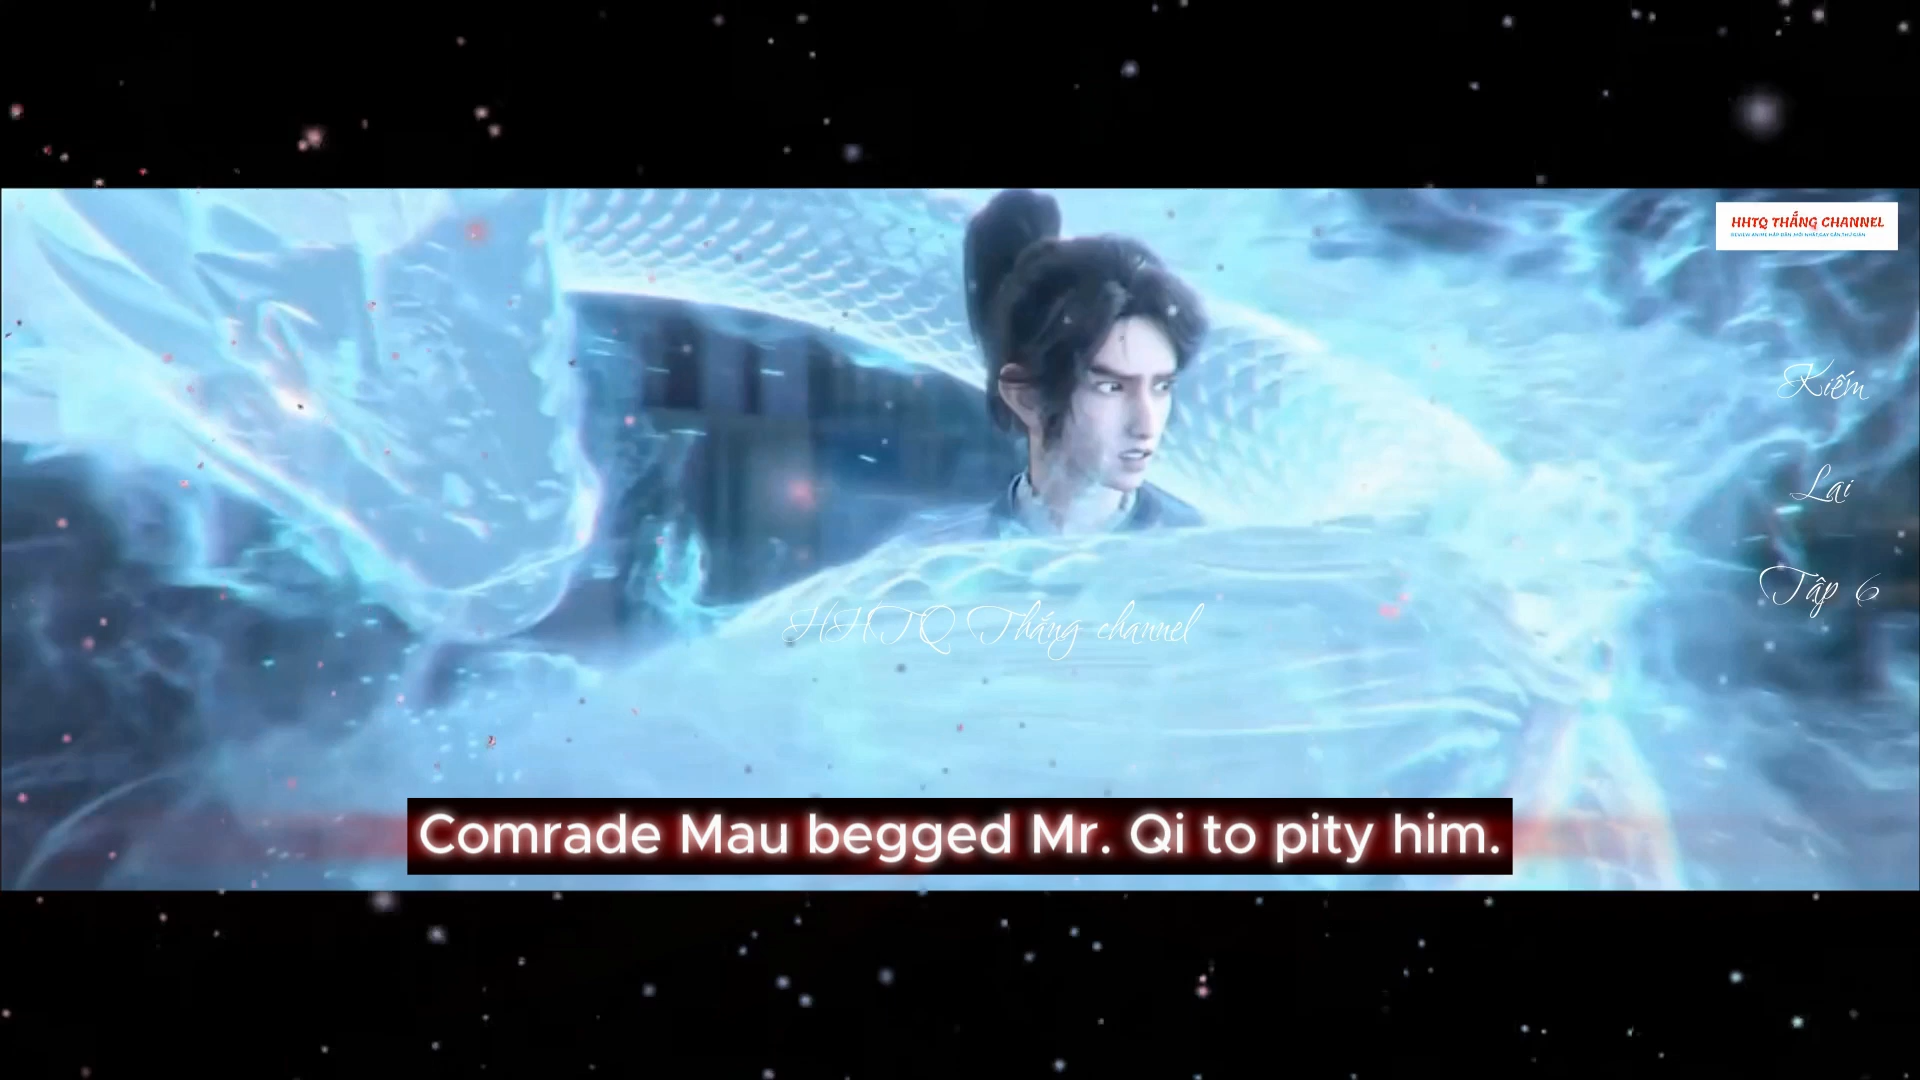 HHTQ THẮNG CHANNEL
Kiếm
Lai
Tập 6
HHTQ Thắng channel
Comrade Mau begged Mr. Qi to pity him.